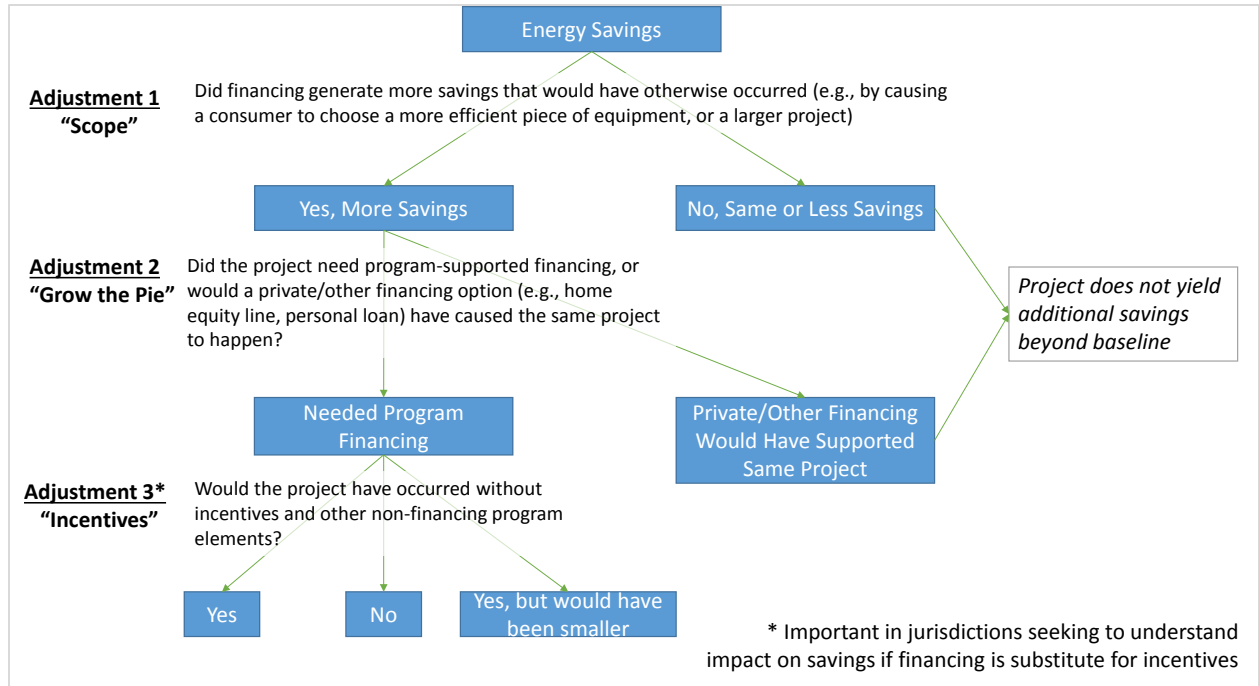 Energy Savings
Adjustment 1
"Scope"
Did financing generate more savings that would have otherwise occurred (e.g., by causing
a consumer to choose a more efficient piece of equipment, or a larger project)
Yes, More Savings
No, Same or Less Savings
Adjustment 2
"Grow the Pie"
Did the project need program-supported financing, or
would a private/other financing option (e.g., home
equity line, personal loan) have caused the same project
to happen?
Project does not yield
additional savings
beyond baseline
Needed Program
Financing
Private/Other Financing
Would Have Supported
Same Project
Adjustment 3*
"Incentives"
Would the project have occurred without
incentives and other non-financing program
elements?
Yes
No
Yes, but would have
been smaller
* Important in jurisdictions seeking to understand
impact on savings if financing is substitute for incentives